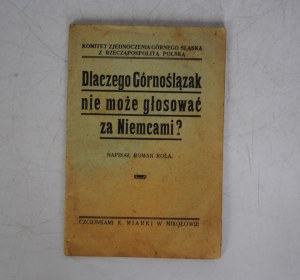 KOMITET ZJEDNOCZENIA GÓRNEGO ŚLĄSKA
Z RZECZĄPOSPOLITĄ POLSKĄ
Dlaczego Górnoślązak
nie może głosować
za Niemcami?
NAPISAŁ ROMAN ROLA.
CZCIONKAMI K. MIARKI W MIKOŁOWIE